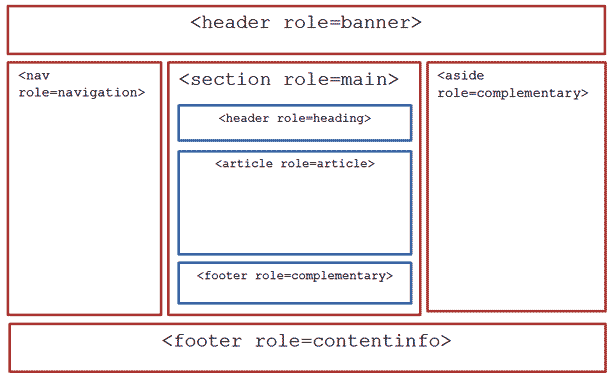 <header role=banner>
<nav
role=navigation>
<section role=main>
<header role=heading>
<article role=article>
<footer role=complementary>
<aside
role=complementary>
<footer role=contentinfo>